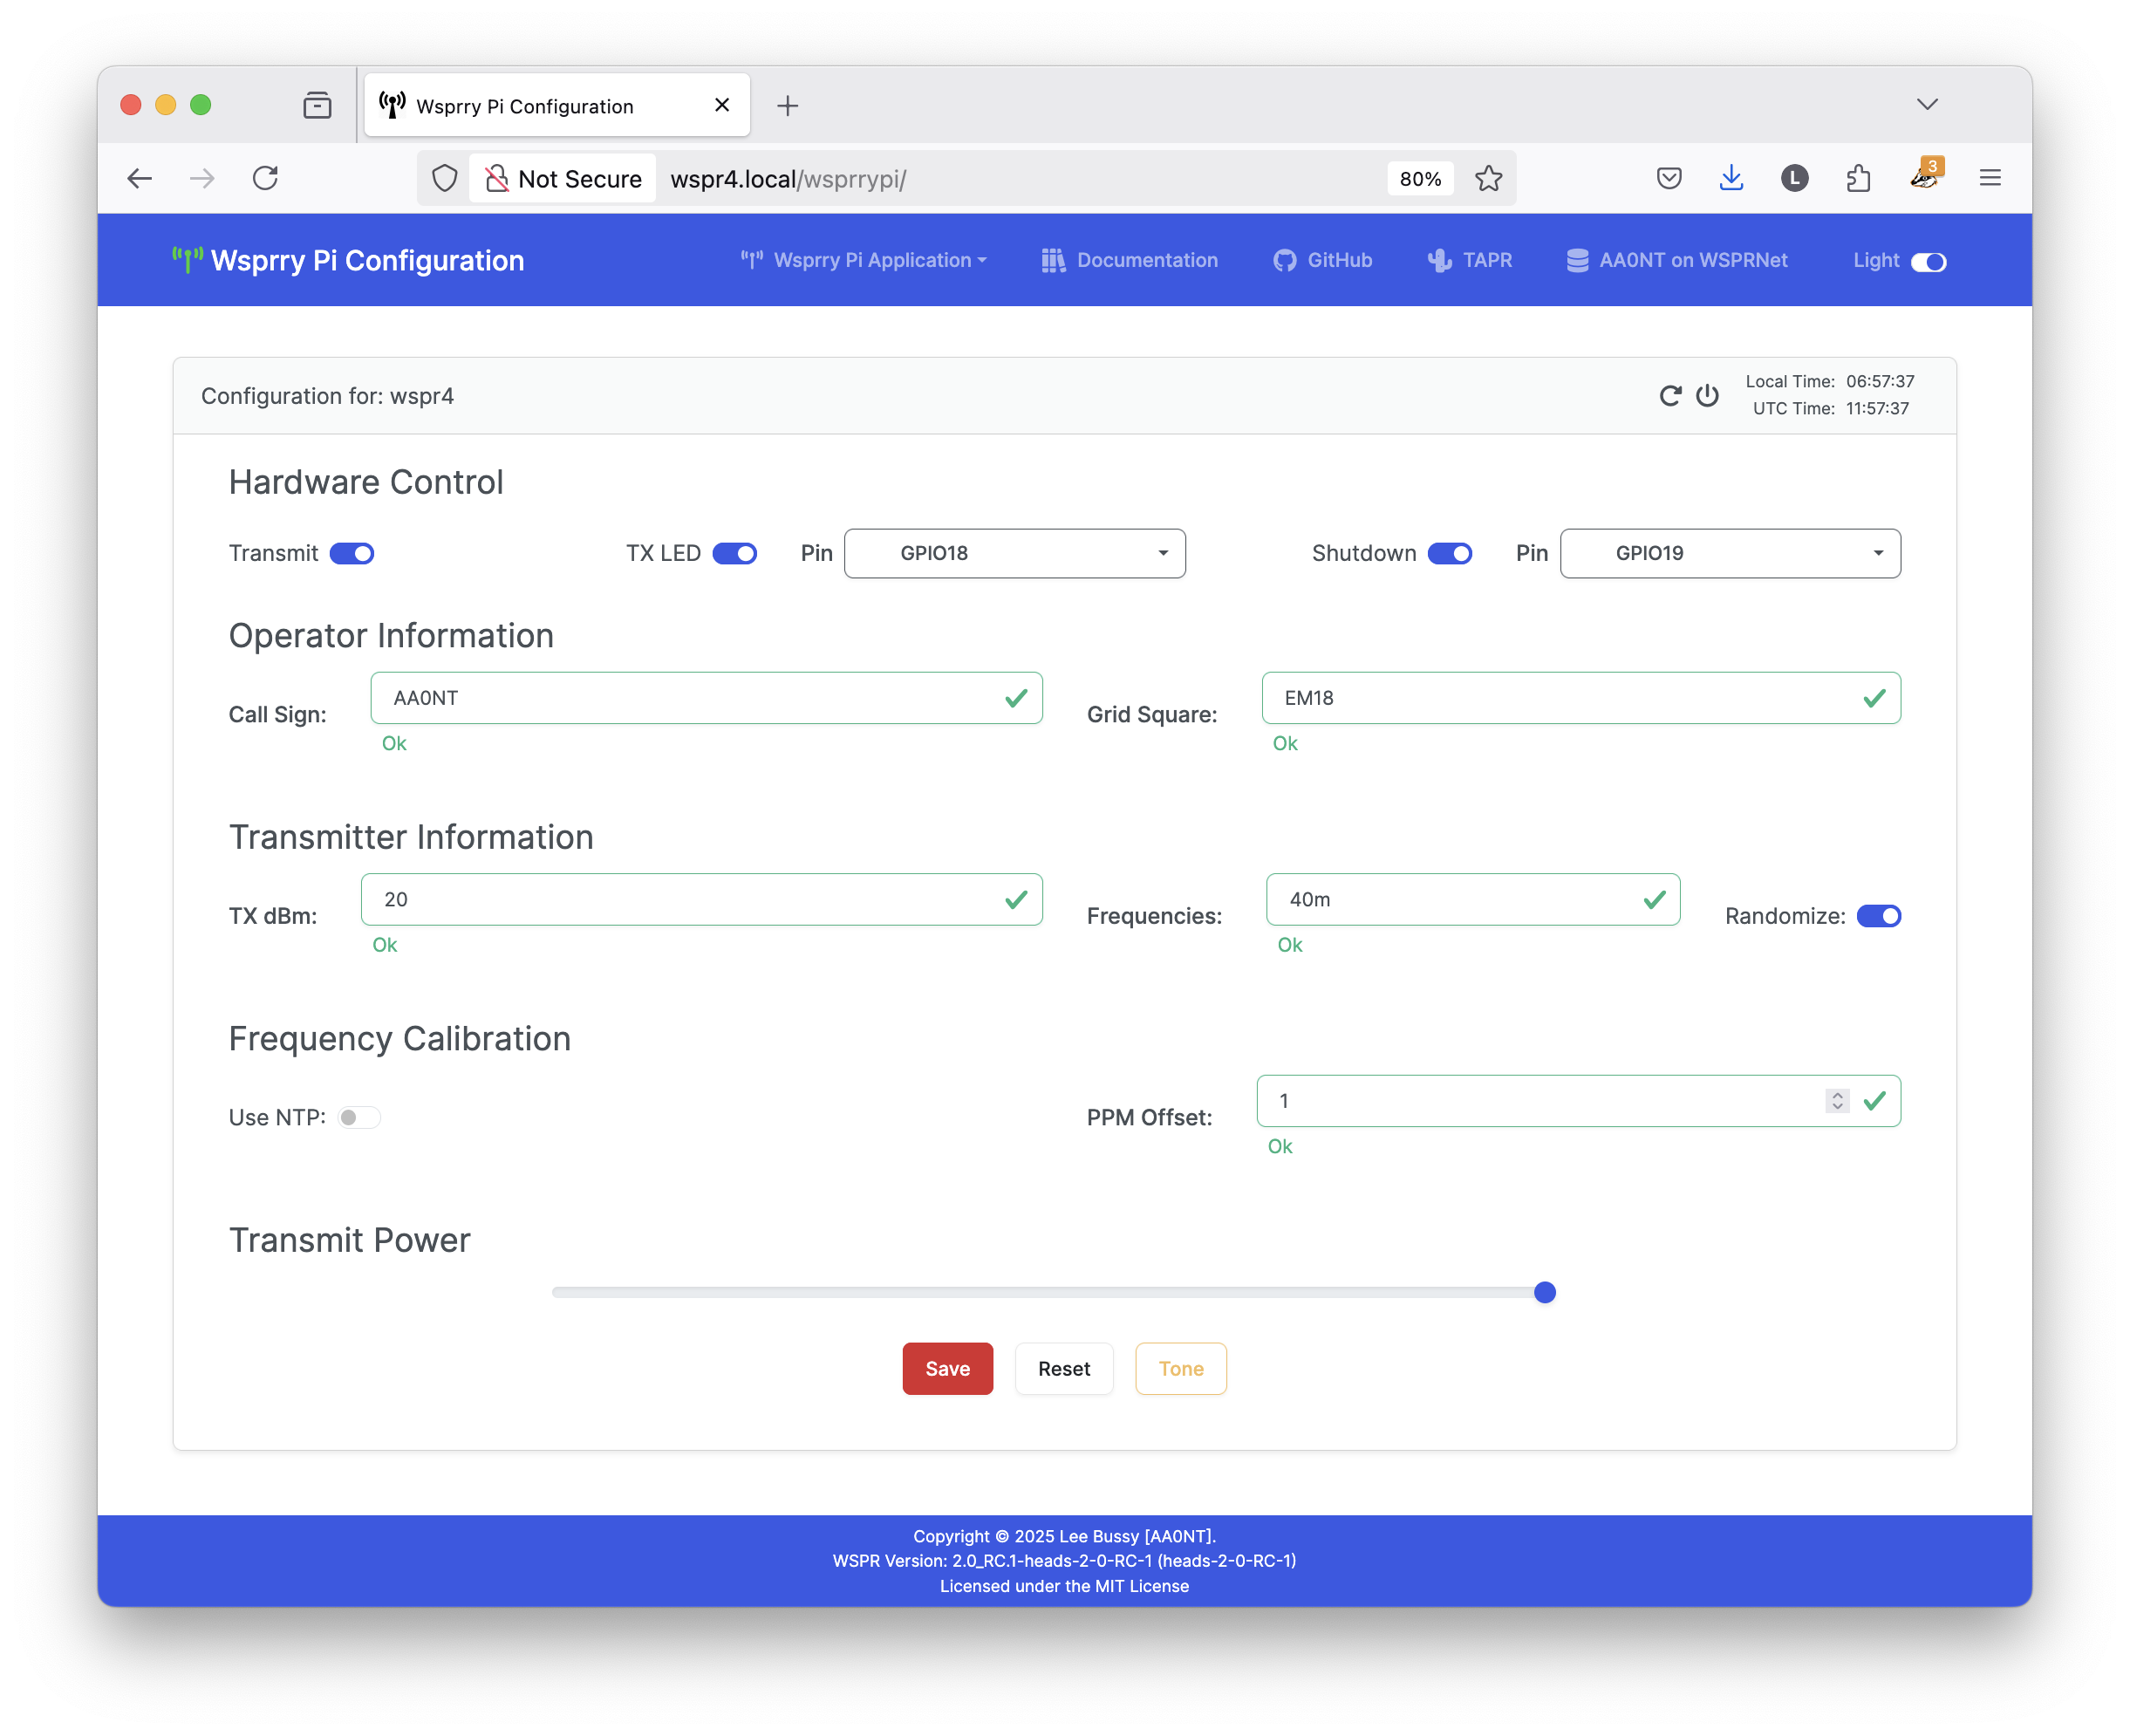 Wsprry Pi Configuration
Not Secure wspr4.local/wsprrypi/ 80% L 3
Wsprry Pi Configuration Wsprry Pi Application Documentation GitHub TAPR AA0NT on WSPRNet Light
Configuration for: wspr4
Local Time: 06:57:37
UTC Time: 11:57:37
Hardware Control
Transmit TX LED Pin GPIO18 Shutdown Pin GPIO19
Operator Information
Call Sign: AA0NT Grid Square: EM18
Ok Ok
Transmitter Information
TX dBm: 20 Frequencies: 40m Randomize:
Ok Ok
Frequency Calibration
Use NTP: PPM Offset: 1
Ok
Transmit Power
Save Reset Tone
Copyright © 2025 Lee Bussy [AA0NT].
WSPR Version: 2.0_RC.1-heads-2-0-RC-1 (heads-2-0-RC-1)
Licensed under the MIT License